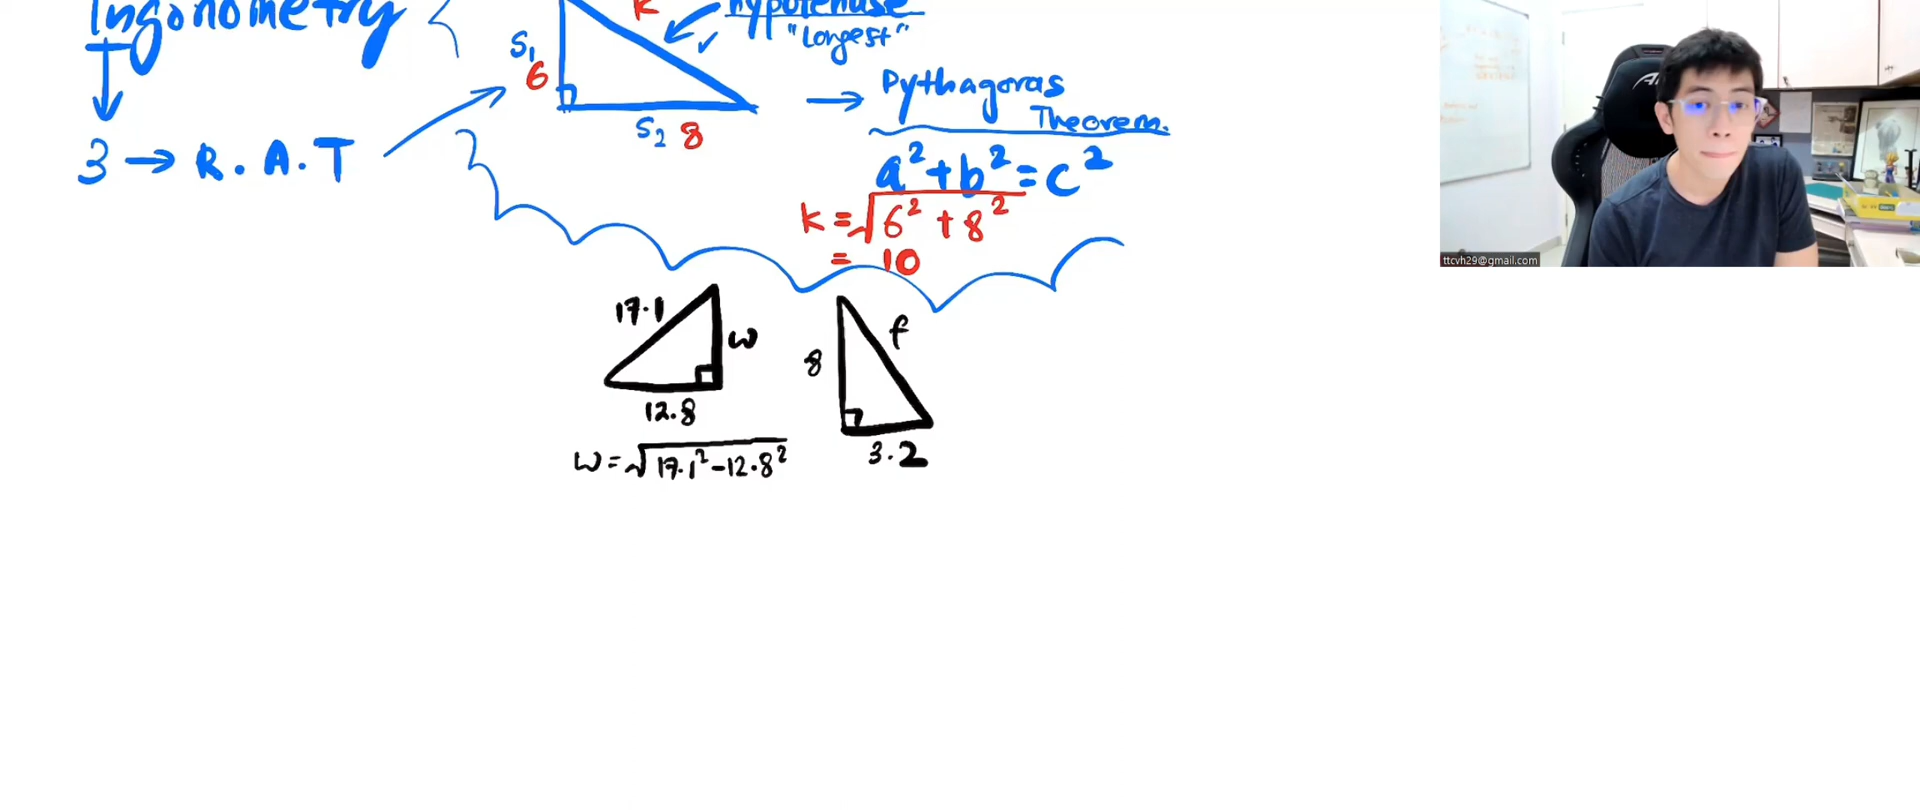 Trigonometry
k
hypotenuse
"Longest"
S1
6
S2 8
→ Pythagoras
Theorem.
3 → R.A.T
a² + b² = c²
k = √6² + 8²
= 10
17.1
w
12.8
w = √17.1² - 12.8²
8
f
3.2
ttcvh29@gmail.com